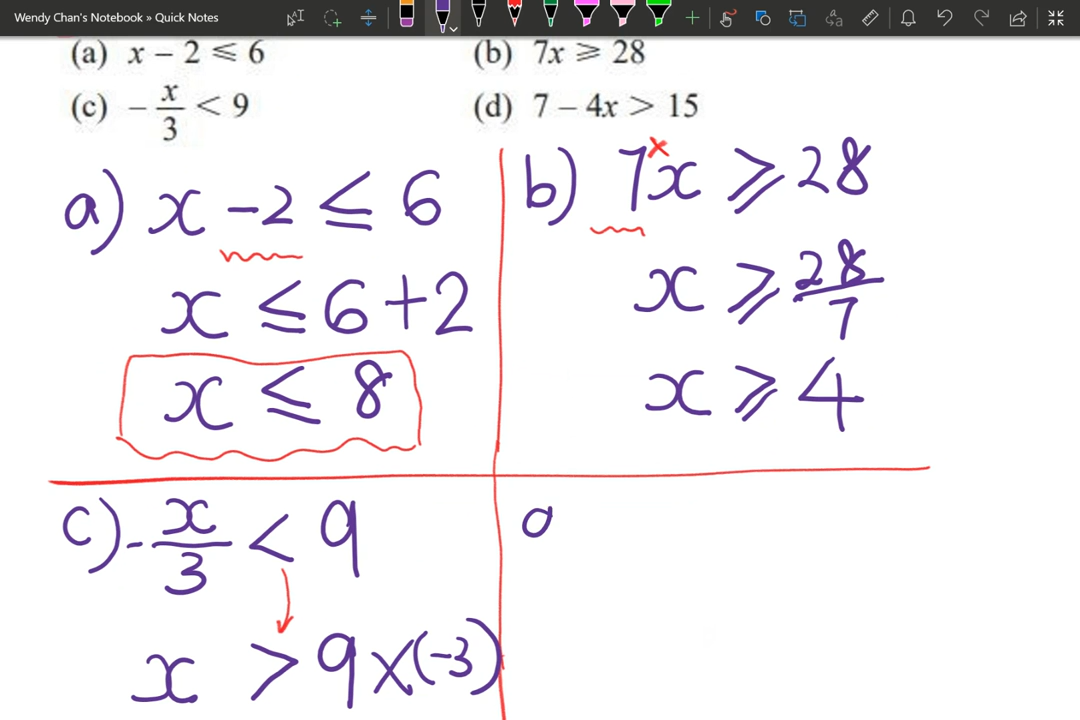 Wendy Chan's Notebook » Quick Notes
(a) x − 2 ⩽ 6 (b) 7x ⩾ 28
(c) − x/3 < 9 (d) 7 − 4x > 15
a) x − 2 ≤ 6
x ≤ 6 + 2
x ≤ 8
b) 7x ⩾ 28
x ⩾ 28/7
x ⩾ 4
c) − x/3 < 9
x > 9 × (−3)